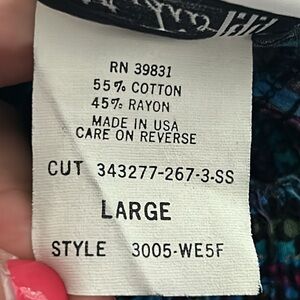 RN 39831
55% COTTON
45% RAYON
MADE IN USA
CARE ON REVERSE
CUT 343277-267-3-SS
LARGE
STYLE 3005-WE5F